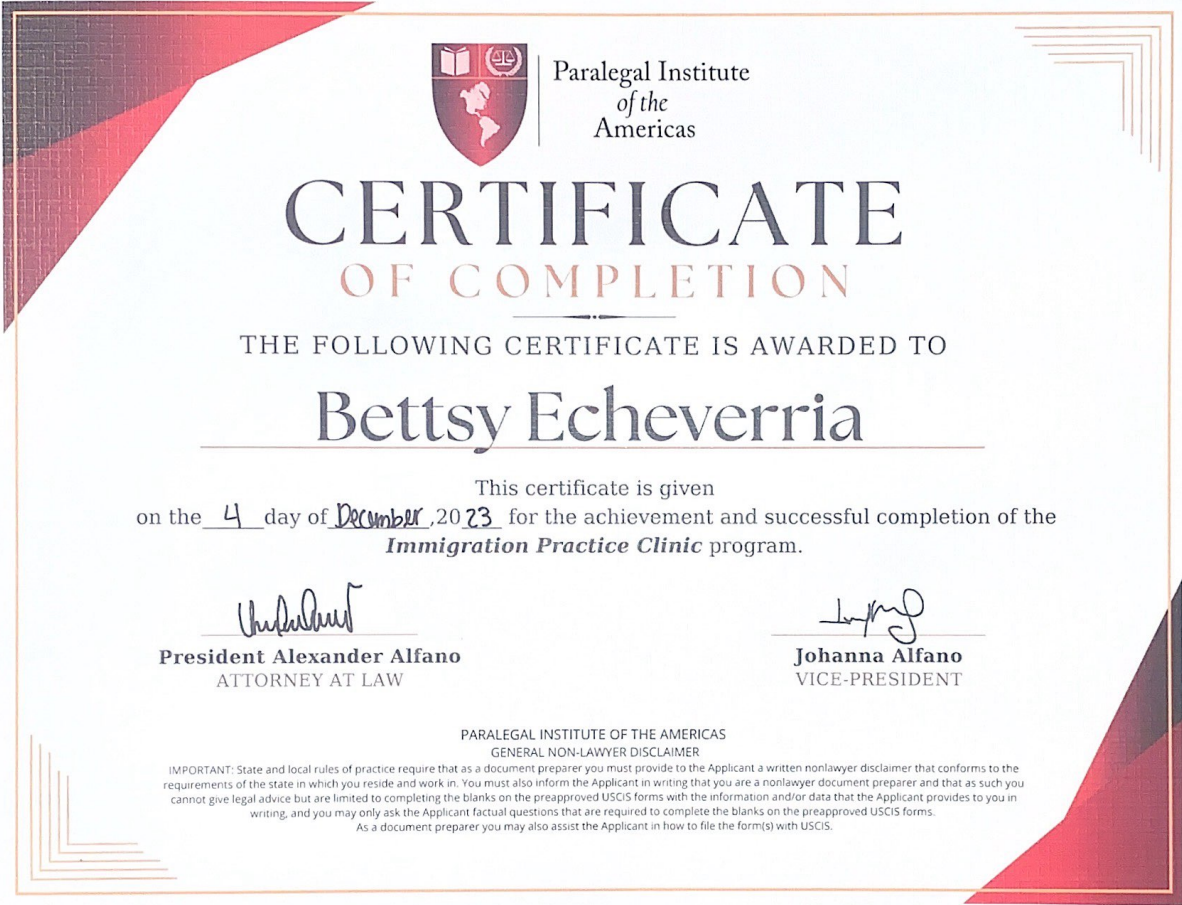 Paralegal Institute
of the
Americas
CERTIFICATE
OF COMPLETION
THE FOLLOWING CERTIFICATE IS AWARDED TO
Bettsy Echeverria
This certificate is given
on the 4 day of December, 2023 for the achievement and successful completion of the
Immigration Practice Clinic program.
President Alexander Alfano
ATTORNEY AT LAW
Johanna Alfano
VICE-PRESIDENT
PARALEGAL INSTITUTE OF THE AMERICAS
GENERAL NON-LAWYER DISCLAIMER
IMPORTANT: State and local rules of practice require that as a document preparer you must provide to the Applicant a written nonlawyer disclaimer that conforms to the
requirements of the state in which you reside and work in. You must also inform the Applicant in writing that you are a nonlawyer document preparer and that as such you
cannot give legal advice but are limited to completing the blanks on the preapproved USCIS forms with the information and/or data that the Applicant provides to you in
writing, and you may only ask the Applicant factual questions that are required to complete the blanks on the preapproved USCIS forms.
As a document preparer you may also assist the Applicant in how to file the form(s) with USCIS.